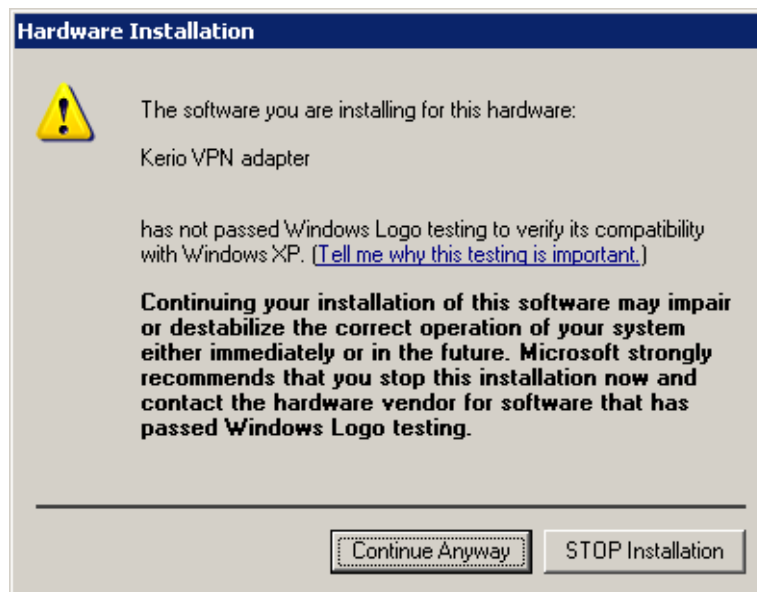 Hardware Installation
The software you are installing for this hardware:
Kerio VPN adapter
has not passed Windows Logo testing to verify its compatibility
with Windows XP. (Tell me why this testing is important.)
Continuing your installation of this software may impair
or destabilize the correct operation of your system
either immediately or in the future. Microsoft strongly
recommends that you stop this installation now and
contact the hardware vendor for software that has
passed Windows Logo testing.
Continue Anyway
STOP Installation